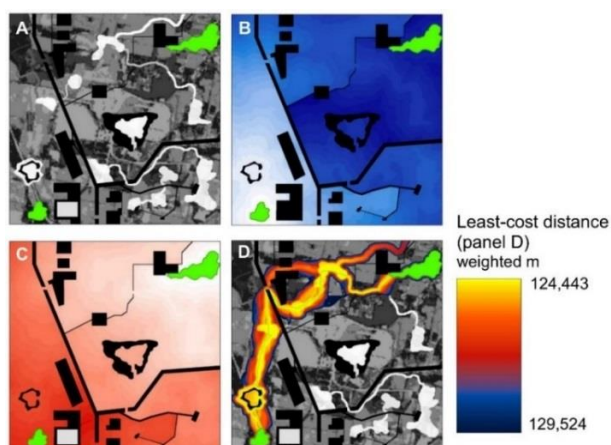 A
B
C
D
Least-cost distance
(panel D)
weighted m
124,443
129,524